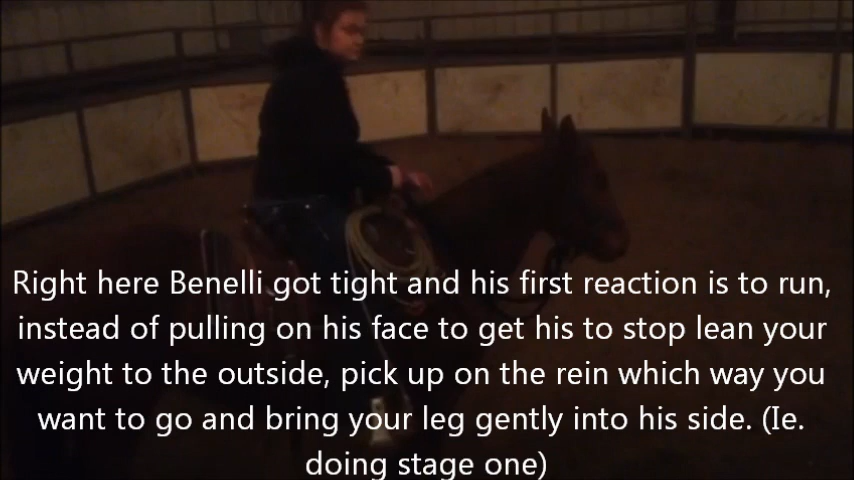 Right here Benelli got tight and his first reaction is to run,
instead of pulling on his face to get his to stop lean your
weight to the outside, pick up on the rein which way you
want to go and bring your leg gently into his side. (Ie.
doing stage one)